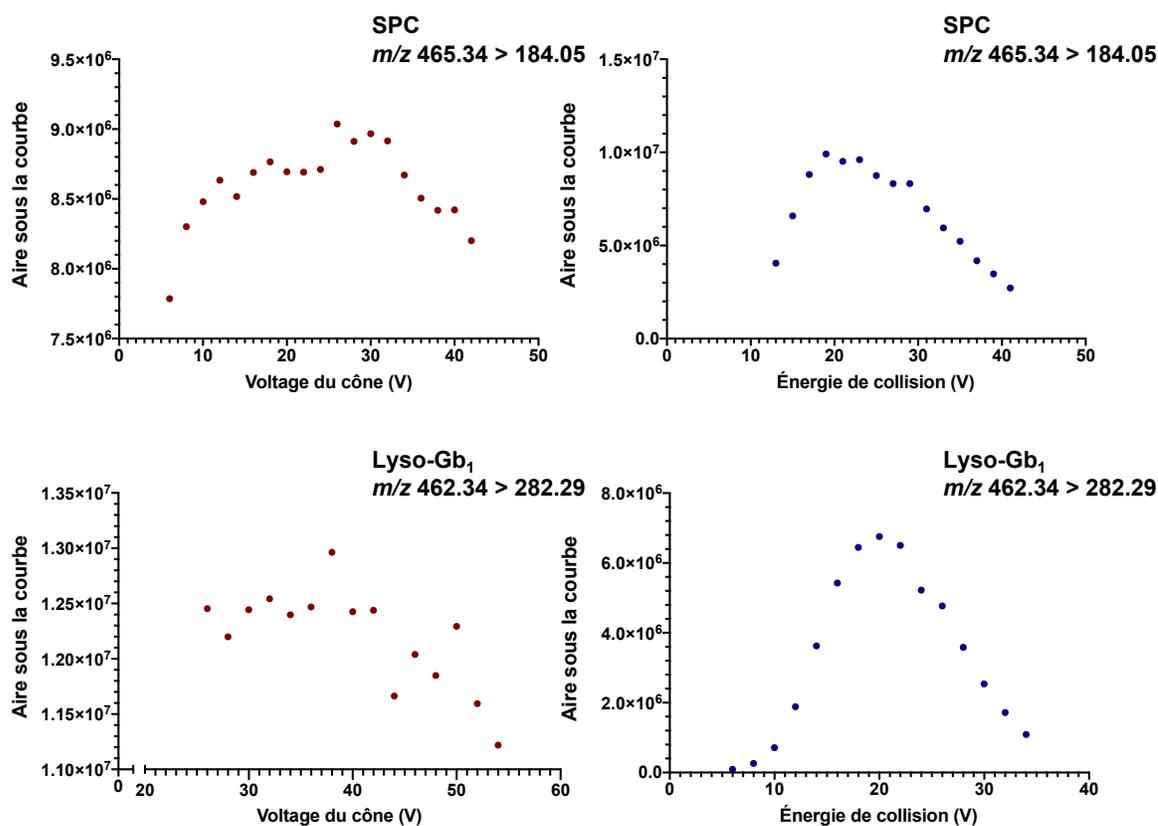 SPC
m/z 465.34 > 184.05
9.5×10⁶
9.0×10⁶
8.5×10⁶
8.0×10⁶
7.5×10⁶
Aire sous la courbe
0 10 20 30 40 50
Voltage du cône (V)
SPC
m/z 465.34 > 184.05
1.5×10⁷
1.0×10⁷
5.0×10⁶
0.0
Aire sous la courbe
0 10 20 30 40 50
Énergie de collision (V)
Lyso-Gb₁
m/z 462.34 > 282.29
1.35×10⁷
1.30×10⁷
1.25×10⁷
1.20×10⁷
1.15×10⁷
1.10×10⁷
Aire sous la courbe
0 20 30 40 50 60
Voltage du cône (V)
Lyso-Gb₁
m/z 462.34 > 282.29
8.0×10⁶
6.0×10⁶
4.0×10⁶
2.0×10⁶
0.0
Aire sous la courbe
0 10 20 30 40
Énergie de collision (V)